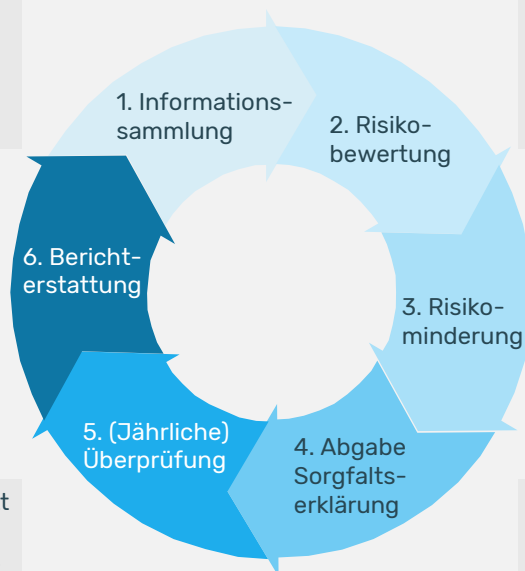 1. Informations-
sammlung
2. Risiko-
bewertung
3. Risiko-
minderung
4. Abgabe
Sorgfalts-
erklärung
5. (Jährliche)
Überprüfung
6. Bericht-
erstattung
t